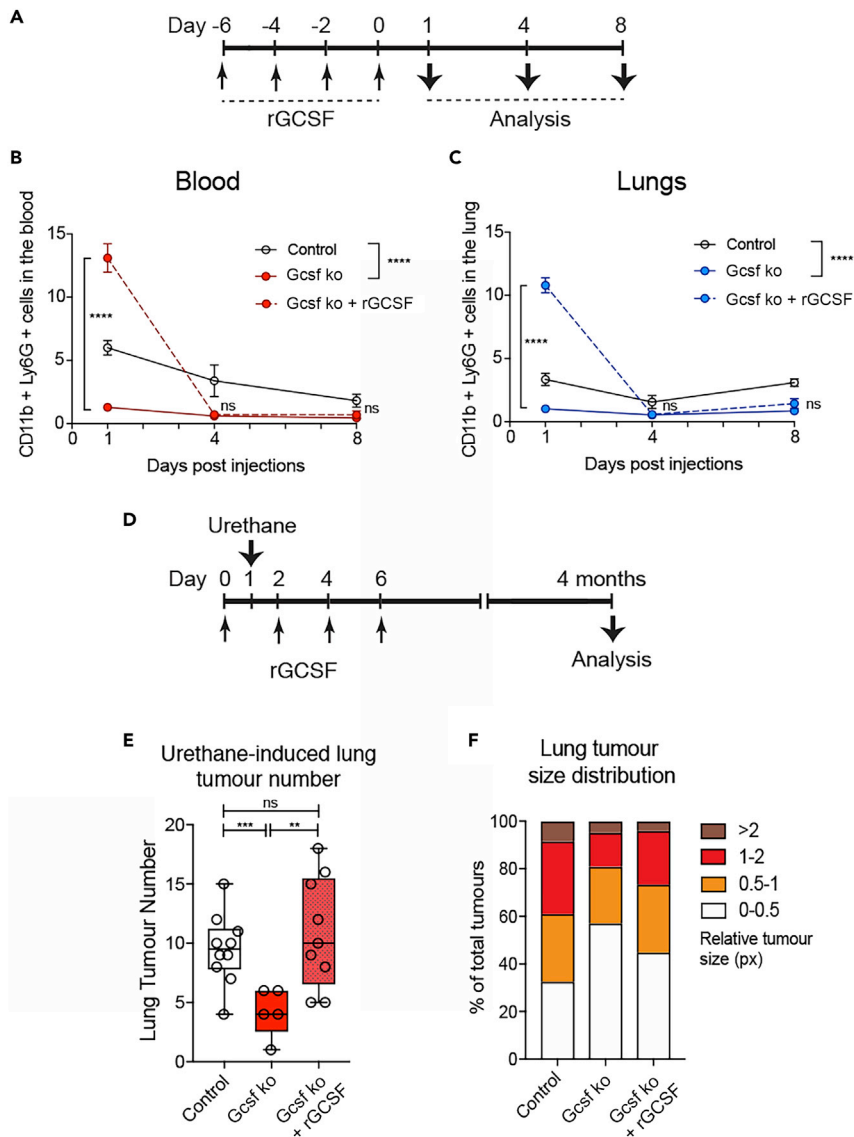 A
Day -6 -4 -2 0 1 4 8
rGCSF Analysis
B
Blood
CD11b + Ly6G + cells in the blood
15
10
5
0
Control
Gcsf ko
Gcsf ko + rGCSF
****
****
ns
ns
0 1 4 8
Days post injections
C
Lungs
CD11b + Ly6G + cells in the lung
15
10
5
0
Control
Gcsf ko
Gcsf ko + rGCSF
****
****
ns
ns
0 1 4 8
Days post injections
D
Urethane
Day 0 1 2 4 6 4 months
rGCSF
Analysis
E
Urethane-induced lung
tumour number
ns
*** **
Lung Tumour Number
20
15
10
5
0
Control
Gcsf ko
Gcsf ko
+ rGCSF
F
Lung tumour
size distribution
% of total tumours
100
80
60
40
20
0
Control
Gcsf ko
Gcsf ko
+ rGCSF
>2
1-2
0.5-1
0-0.5
Relative tumour
size (px)